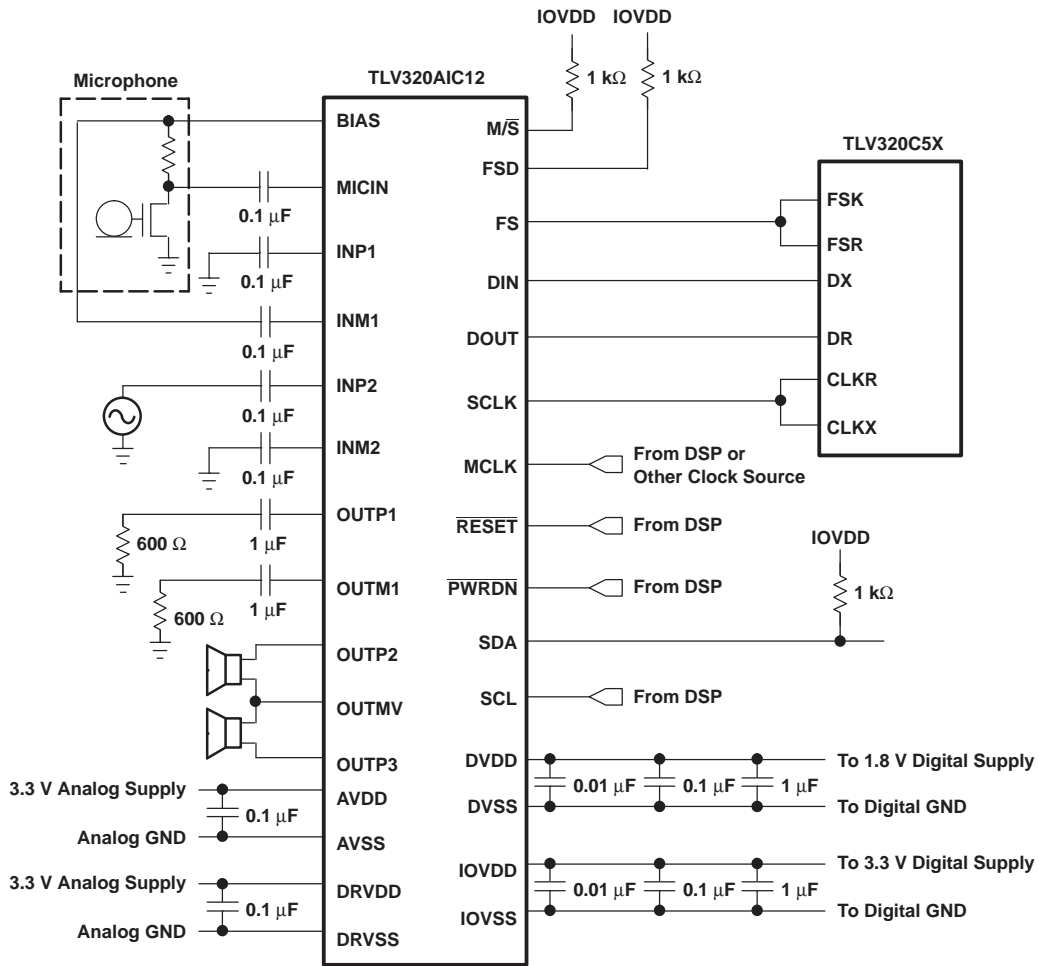 IOVDD IOVDD
1 kΩ 1 kΩ
Microphone
TLV320AIC12
TLV320C5X
BIAS
M/S̅
FSD
MICIN
0.1 μF
FS
FSK
FSR
INP1
0.1 μF
DIN
DX
INM1
0.1 μF
DOUT
DR
INP2
0.1 μF
SCLK
CLKR
CLKX
INM2
0.1 μF
MCLK
From DSP or
Other Clock Source
OUTP1
600 Ω
1 μF
R̅E̅S̅E̅T̅
From DSP
IOVDD
1 kΩ
OUTM1
600 Ω
1 μF
P̅W̅R̅D̅N̅
From DSP
SDA
OUTP2
OUTMV
SCL
From DSP
OUTP3
DVDD
0.01 μF 0.1 μF 1 μF
To 1.8 V Digital Supply
DVSS
To Digital GND
3.3 V Analog Supply
AVDD
0.1 μF
Analog GND
AVSS
IOVDD
0.01 μF 0.1 μF 1 μF
To 3.3 V Digital Supply
IOVSS
To Digital GND
3.3 V Analog Supply
DRVDD
0.1 μF
Analog GND
DRVSS